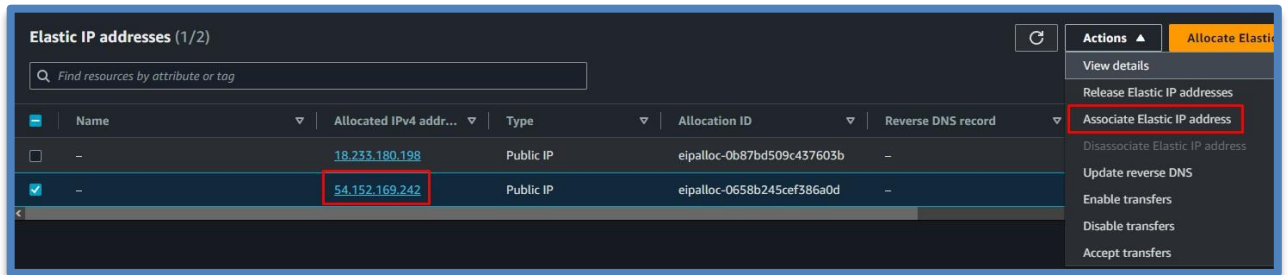 Elastic IP addresses (1/2)
Actions ▲
Allocate Elastic
Find resources by attribute or tag
View details
Release Elastic IP addresses
Name
Allocated IPv4 addr...
Type
Allocation ID
Reverse DNS record
Associate Elastic IP address
–
18.233.180.198
Public IP
eipalloc-0b87bd509c437603b
–
Disassociate Elastic IP address
–
54.152.169.242
Public IP
eipalloc-0658b245cef386a0d
–
Update reverse DNS
Enable transfers
Disable transfers
Accept transfers